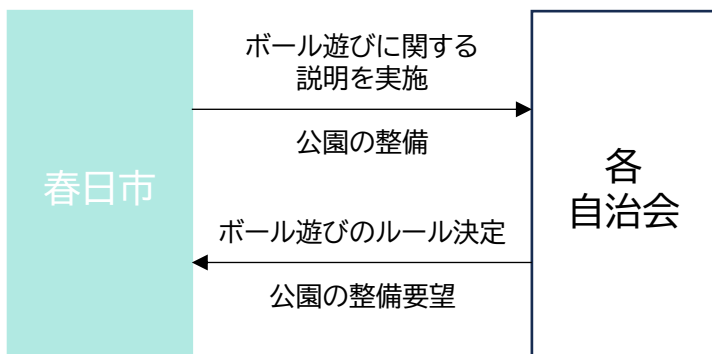 春日市
ボール遊びに関する
説明を実施
公園の整備
ボール遊びのルール決定
公園の整備要望
各
自治会